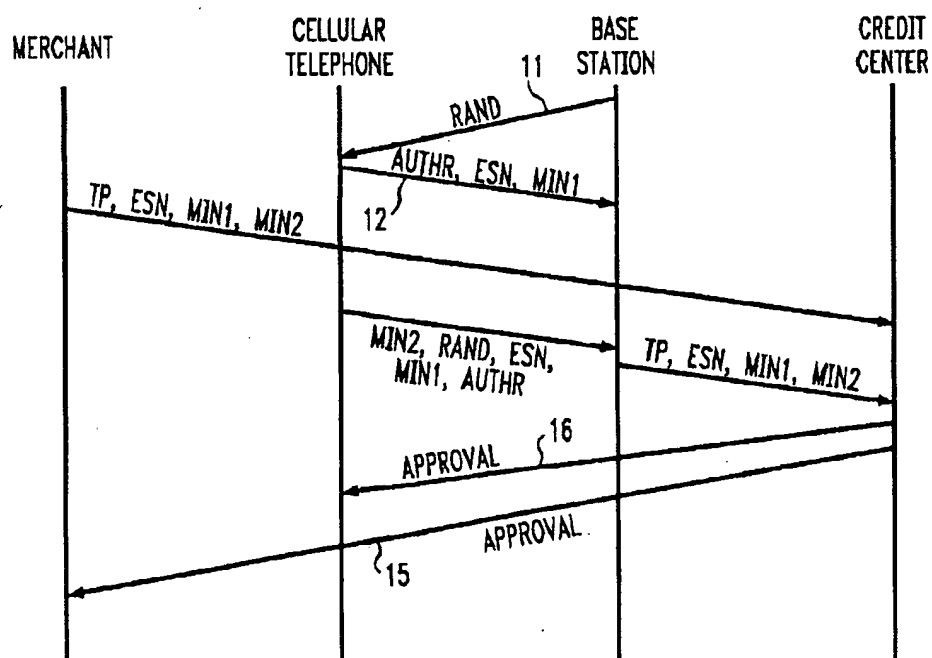 MERCHANT
CELLULAR
TELEPHONE
BASE
STATION
CREDIT
CENTER
11
RAND
AUTHR, ESN, MIN1
12
TP, ESN, MIN1, MIN2
MIN2, RAND, ESN,
MIN1, AUTHR
TP, ESN, MIN1, MIN2
16
APPROVAL
APPROVAL
15